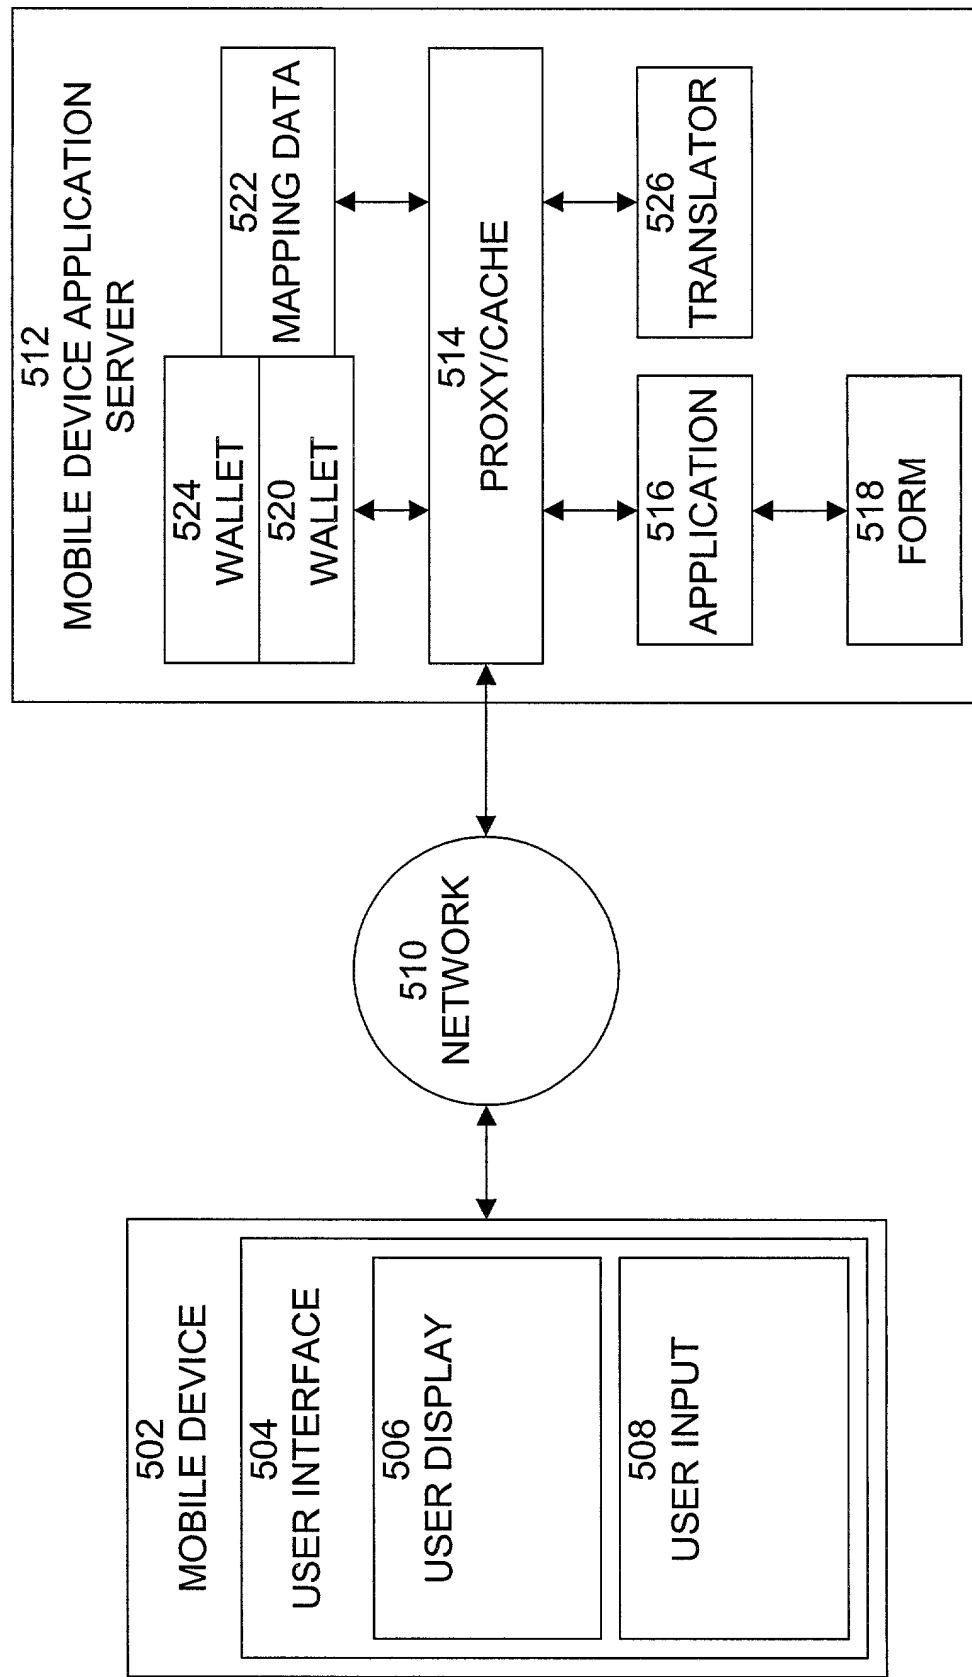 502
MOBILE DEVICE
504
USER INTERFACE
506
USER DISPLAY
508
USER INPUT
510
NETWORK
512
MOBILE DEVICE APPLICATION
SERVER
524
WALLET
520
WALLET
522
MAPPING DATA
514
PROXY/CACHE
516
APPLICATION
526
TRANSLATOR
518
FORM